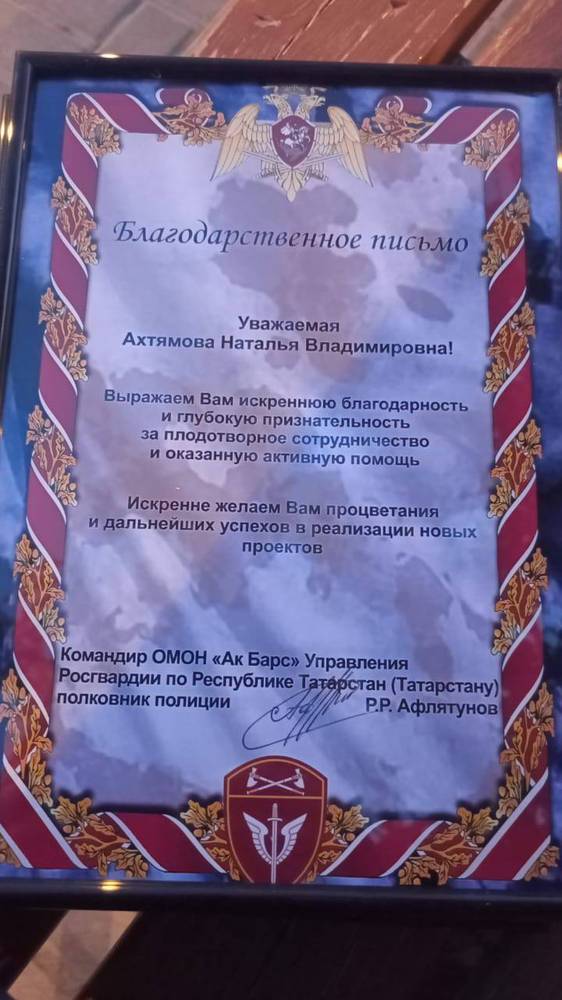 Благодарственное письмо
Уважаемая
Ахтямова Наталья Владимировна!
Выражаем Вам искреннюю благодарность
и глубокую признательность
за плодотворное сотрудничество
и оказанную активную помощь
Искренне желаем Вам процветания
и дальнейших успехов в реализации новых
проектов
Командир ОМОН «Ак Барс» Управления
Росгвардии по Республике Татарстан (Татарстану)
полковник полиции Р.Р. Афлятунов